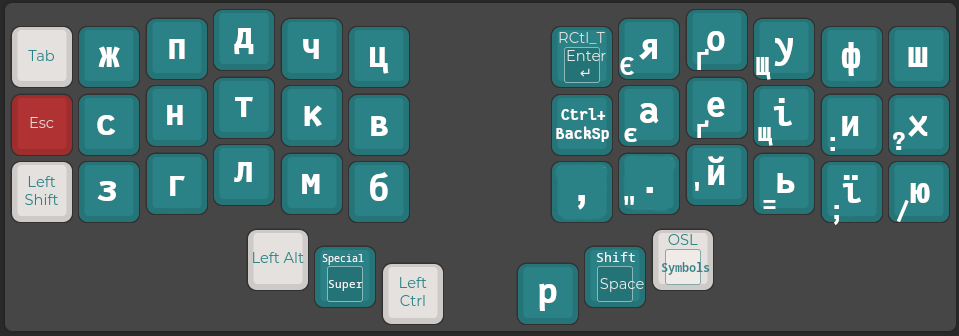 Tab ж п д ч ц RCtl_T Enter ↵ я є о ґ у щ ф ш
Esc с н т к в Ctrl+ BackSp а є е ґ і щ и : х ?
Left Shift з г л м б , . " й ' ь = ї ; ю /
Left Alt Special Super Left Ctrl р Shift Space OSL Symbols